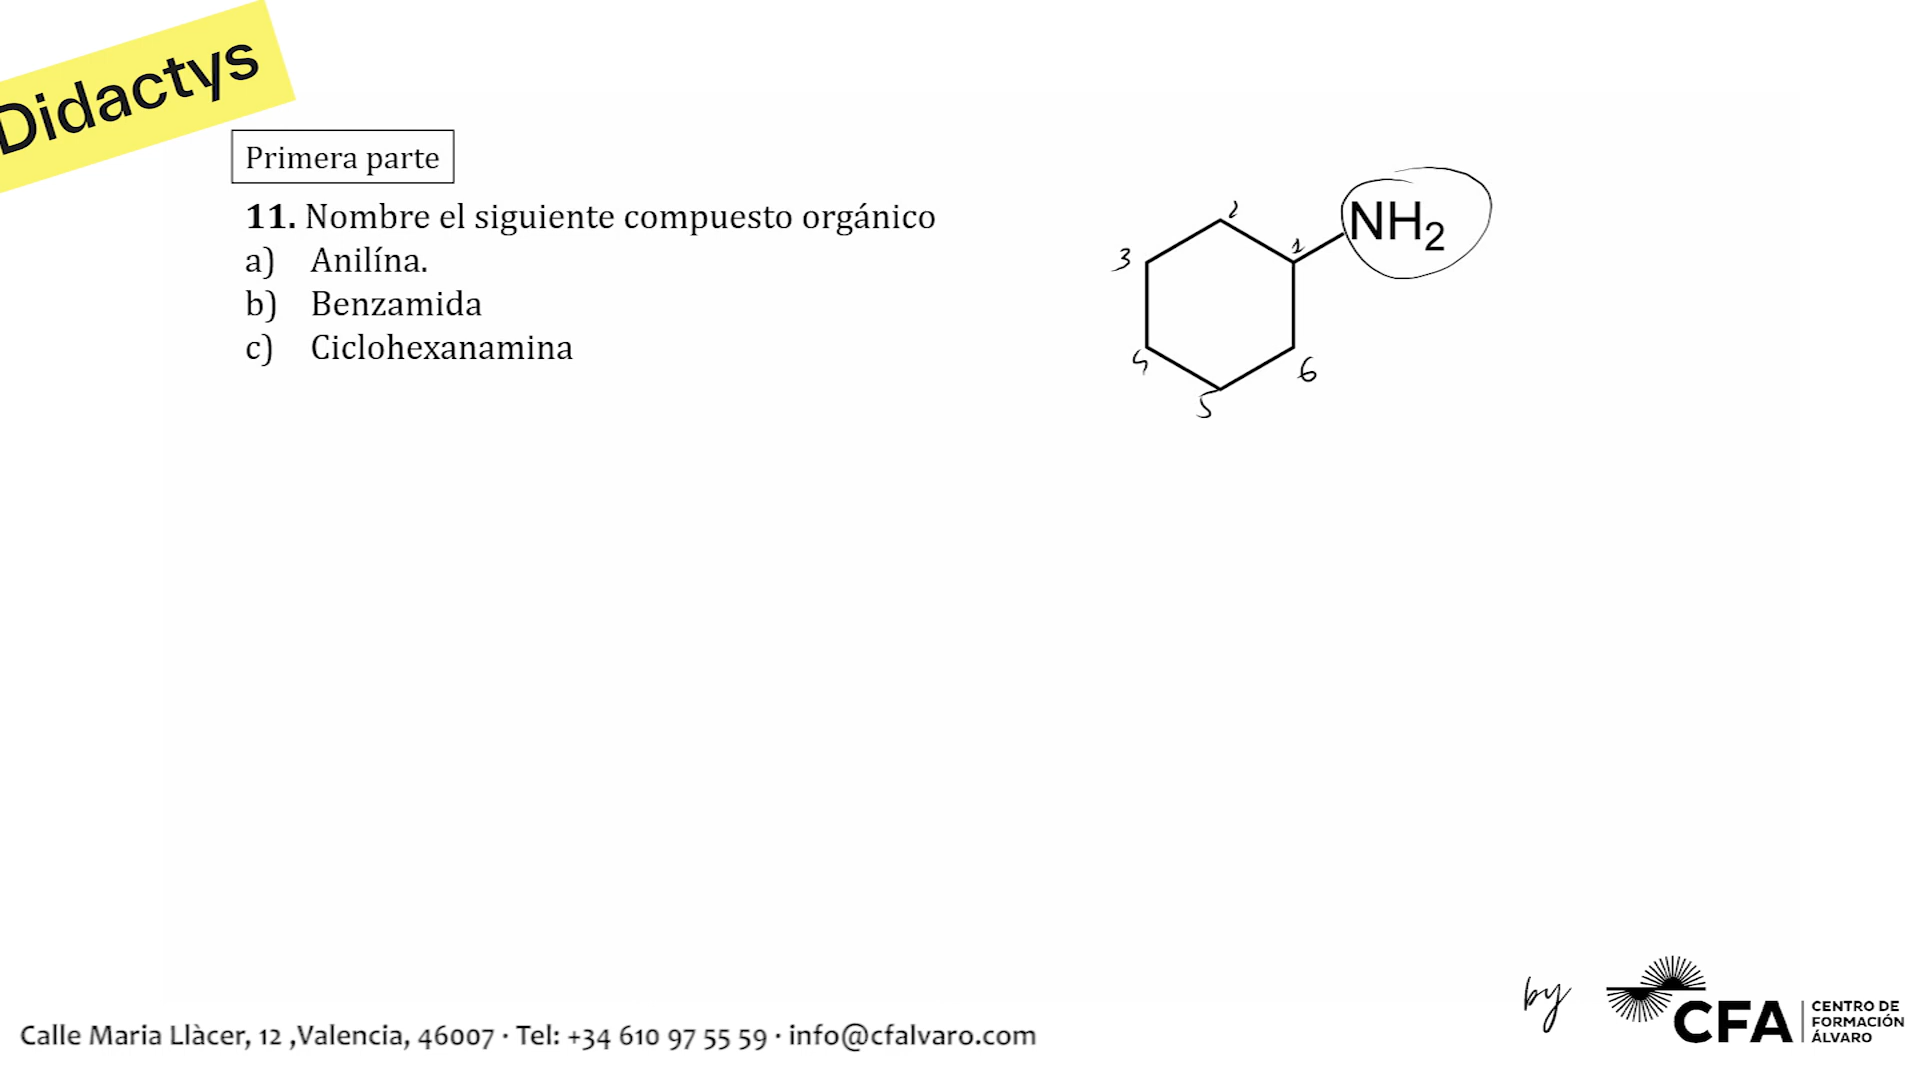 Didactys
Primera parte
11. Nombre el siguiente compuesto orgánico
a) Anilína.
b) Benzamida
c) Ciclohexanamina
NH2
1
2
3
4
5
6
by
CFA
CENTRO DE
FORMACIÓN
ÁLVARO
Calle Maria Llàcer, 12 ,Valencia, 46007 · Tel: +34 610 97 55 59 · info@cfalvaro.com